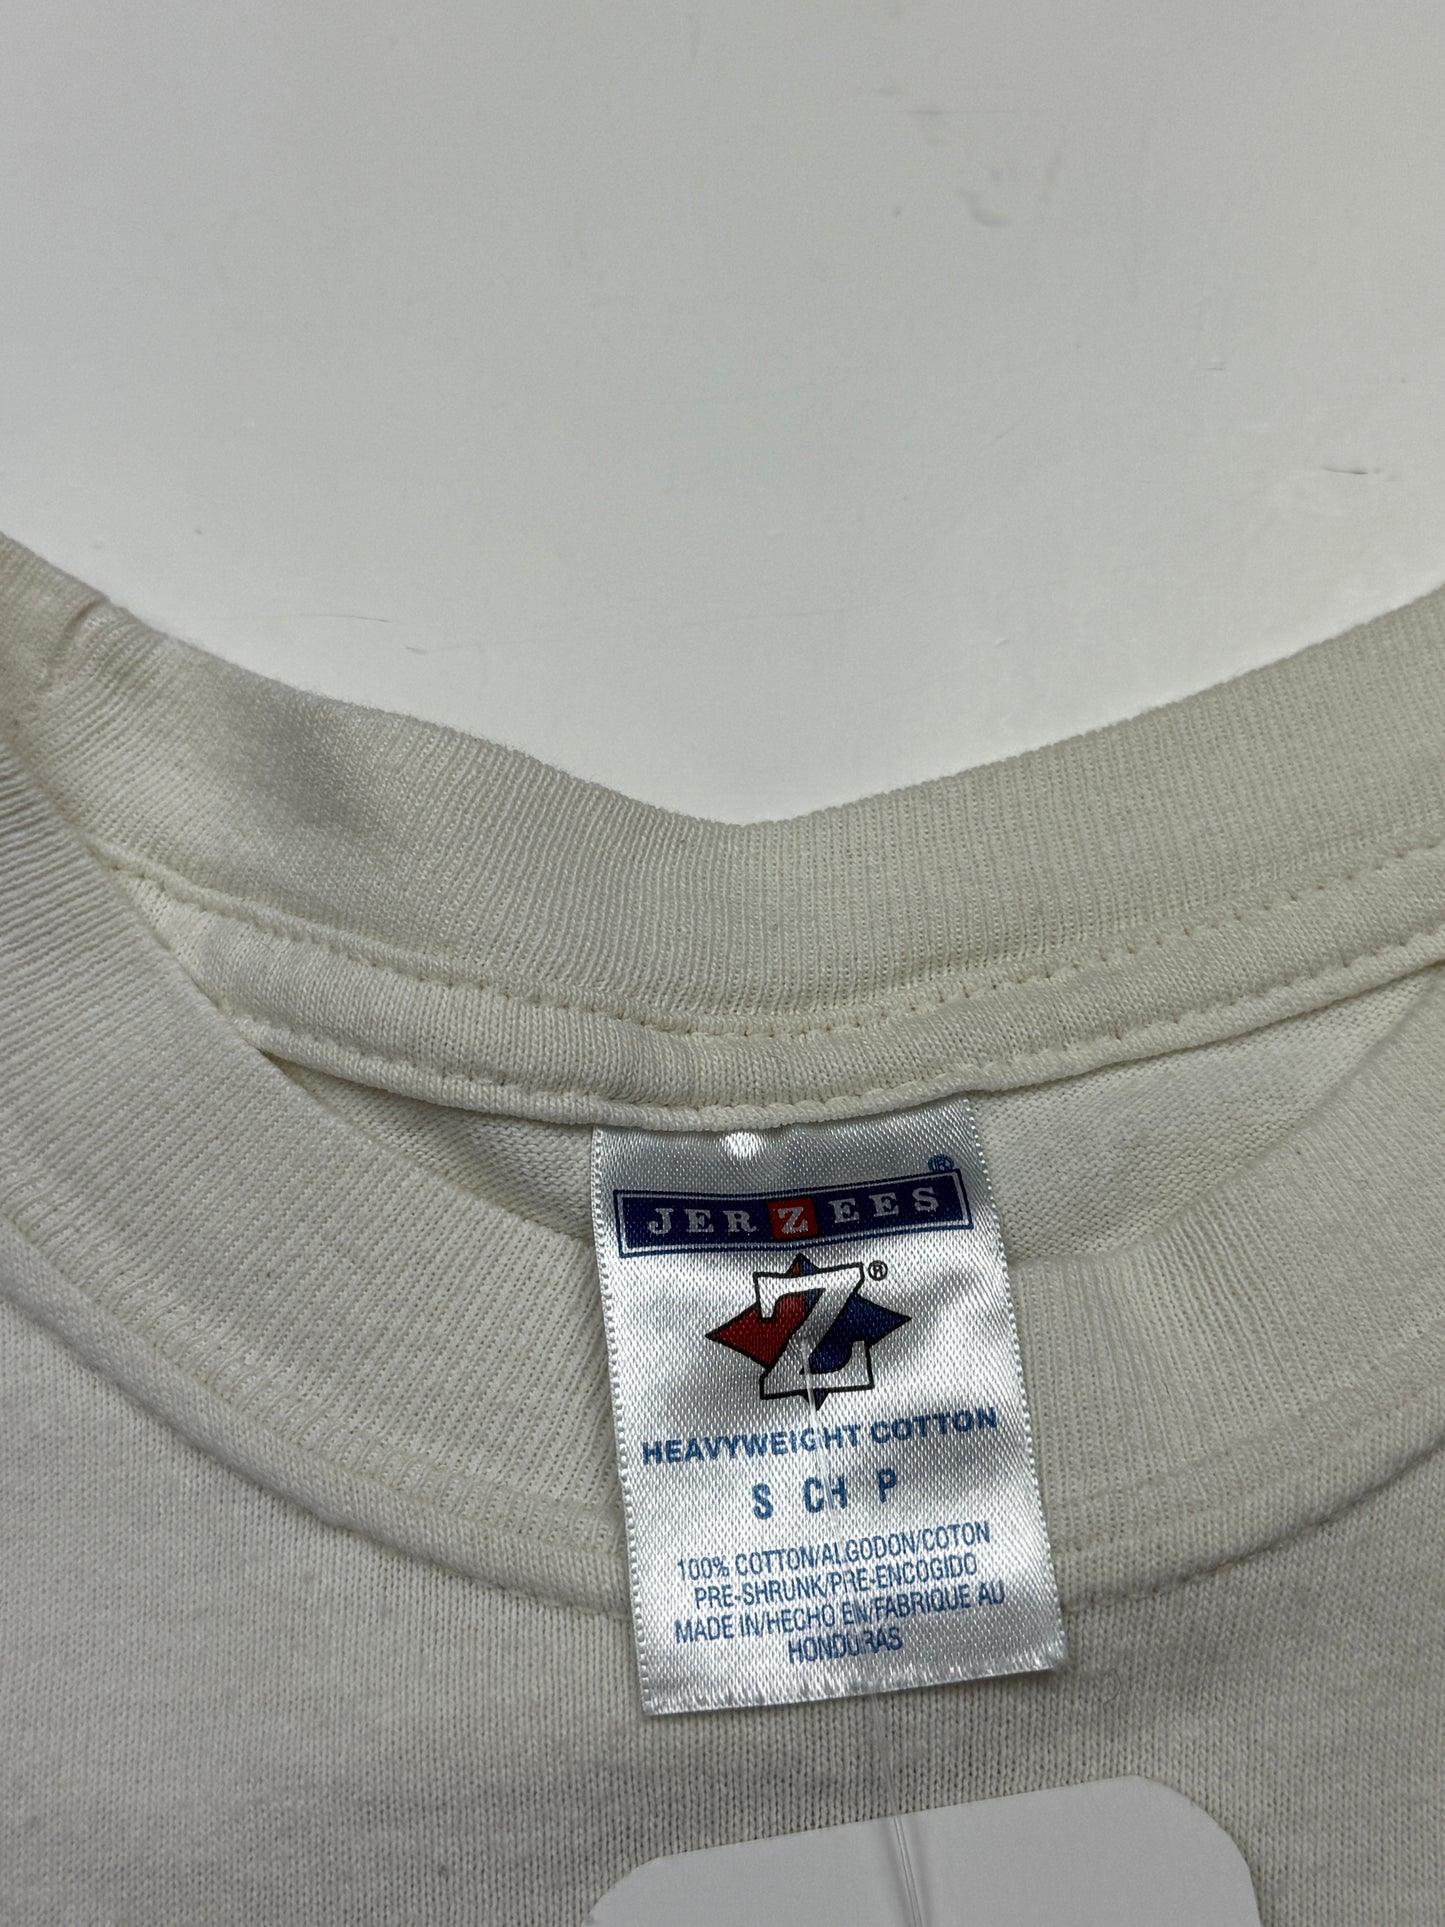 JERZEES®
Z®
HEAVYWEIGHT COTTON
S CH P
100% COTTON/ALGODON/COTON
PRE-SHRUNK/PRE-ENCOGIDO
MADE IN/HECHO EN/FABRIQUE AU
HONDURAS